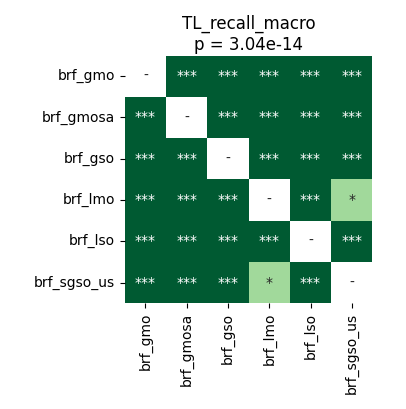 TL_recall_macro
p = 3.04e-14
brf_gmo - *** *** *** *** ***
brf_gmosa *** - *** *** *** ***
brf_gso *** *** - *** *** ***
brf_lmo *** *** *** - *** *
brf_lso *** *** *** *** - ***
brf_sgso_us *** *** *** * *** -
brf_gmo brf_gmosa brf_gso brf_lmo brf_lso brf_sgso_us